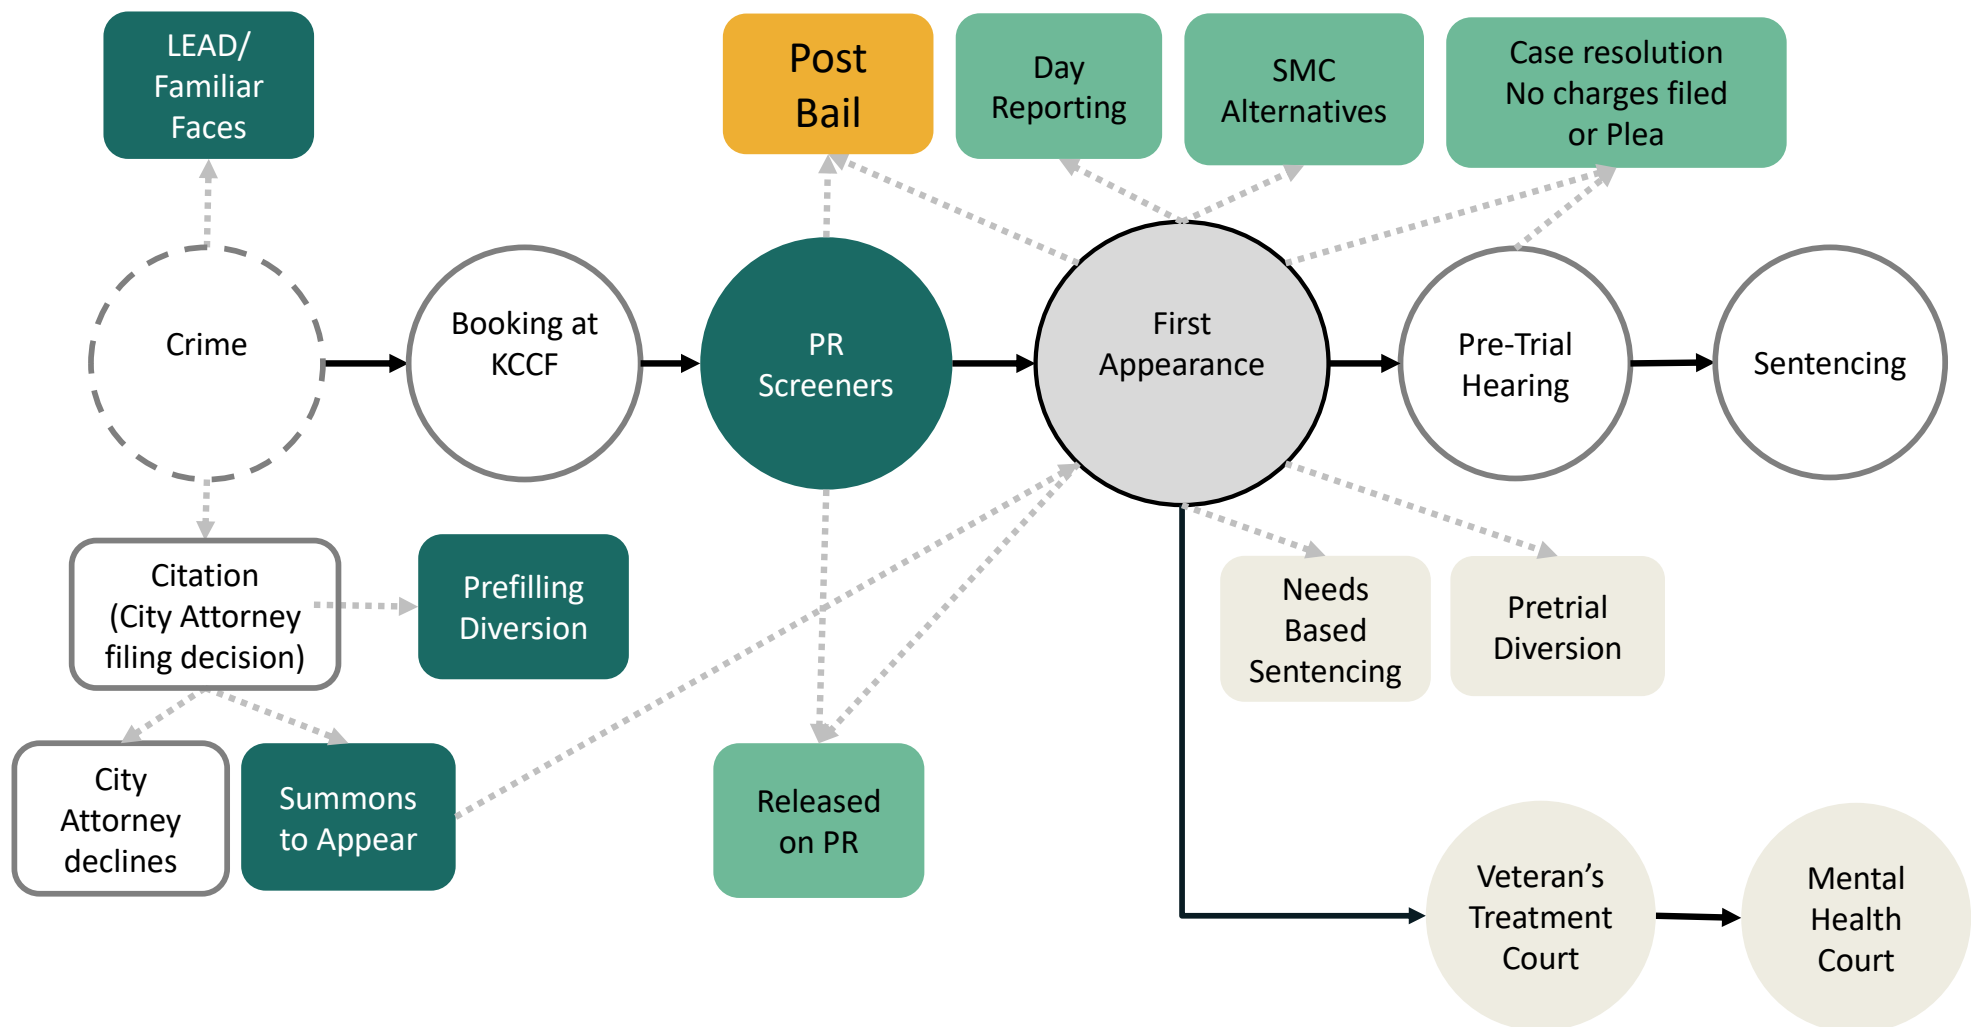 LEAD/
Familiar
Faces
Post
Bail
Day
Reporting
SMC
Alternatives
Case resolution
No charges filed
or Plea
Crime
Booking at
KCCF
PR
Screeners
First
Appearance
Pre-Trial
Hearing
Sentencing
Citation
(City Attorney
filing decision)
Prefilling
Diversion
Needs
Based
Sentencing
Pretrial
Diversion
City
Attorney
declines
Summons
to Appear
Released
on PR
Veteran’s
Treatment
Court
Mental
Health
Court